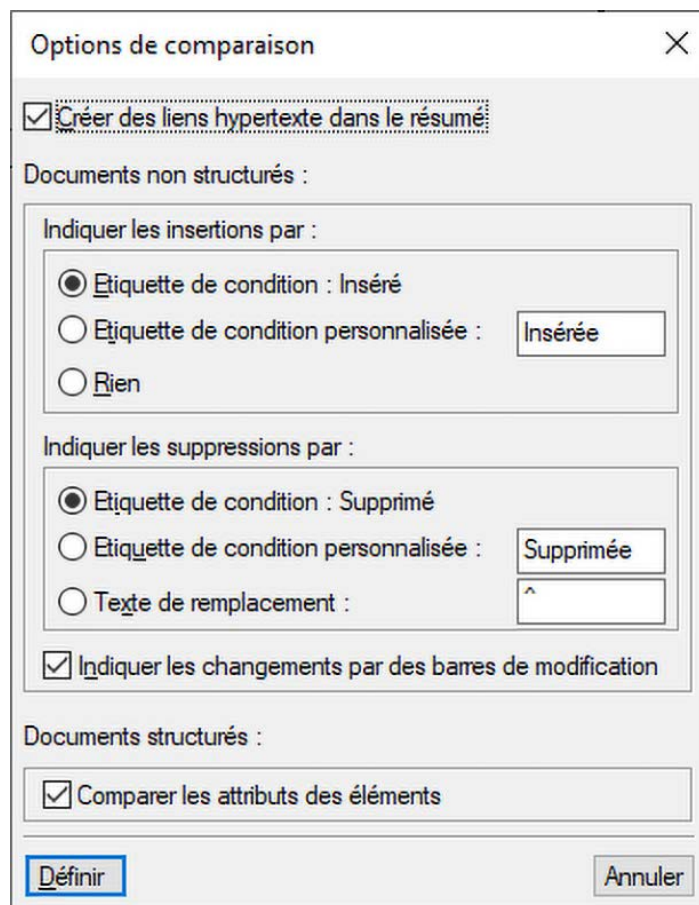 Options de comparaison
Créer des liens hypertexte dans le résumé
Documents non structurés :
Indiquer les insertions par :
Etiquette de condition : Inséré
Etiquette de condition personnalisée : Insérée
Rien
Indiquer les suppressions par :
Etiquette de condition : Supprimé
Etiquette de condition personnalisée : Supprimée
Texte de remplacement : ^
Indiquer les changements par des barres de modification
Documents structurés :
Comparer les attributs des éléments
Définir Annuler